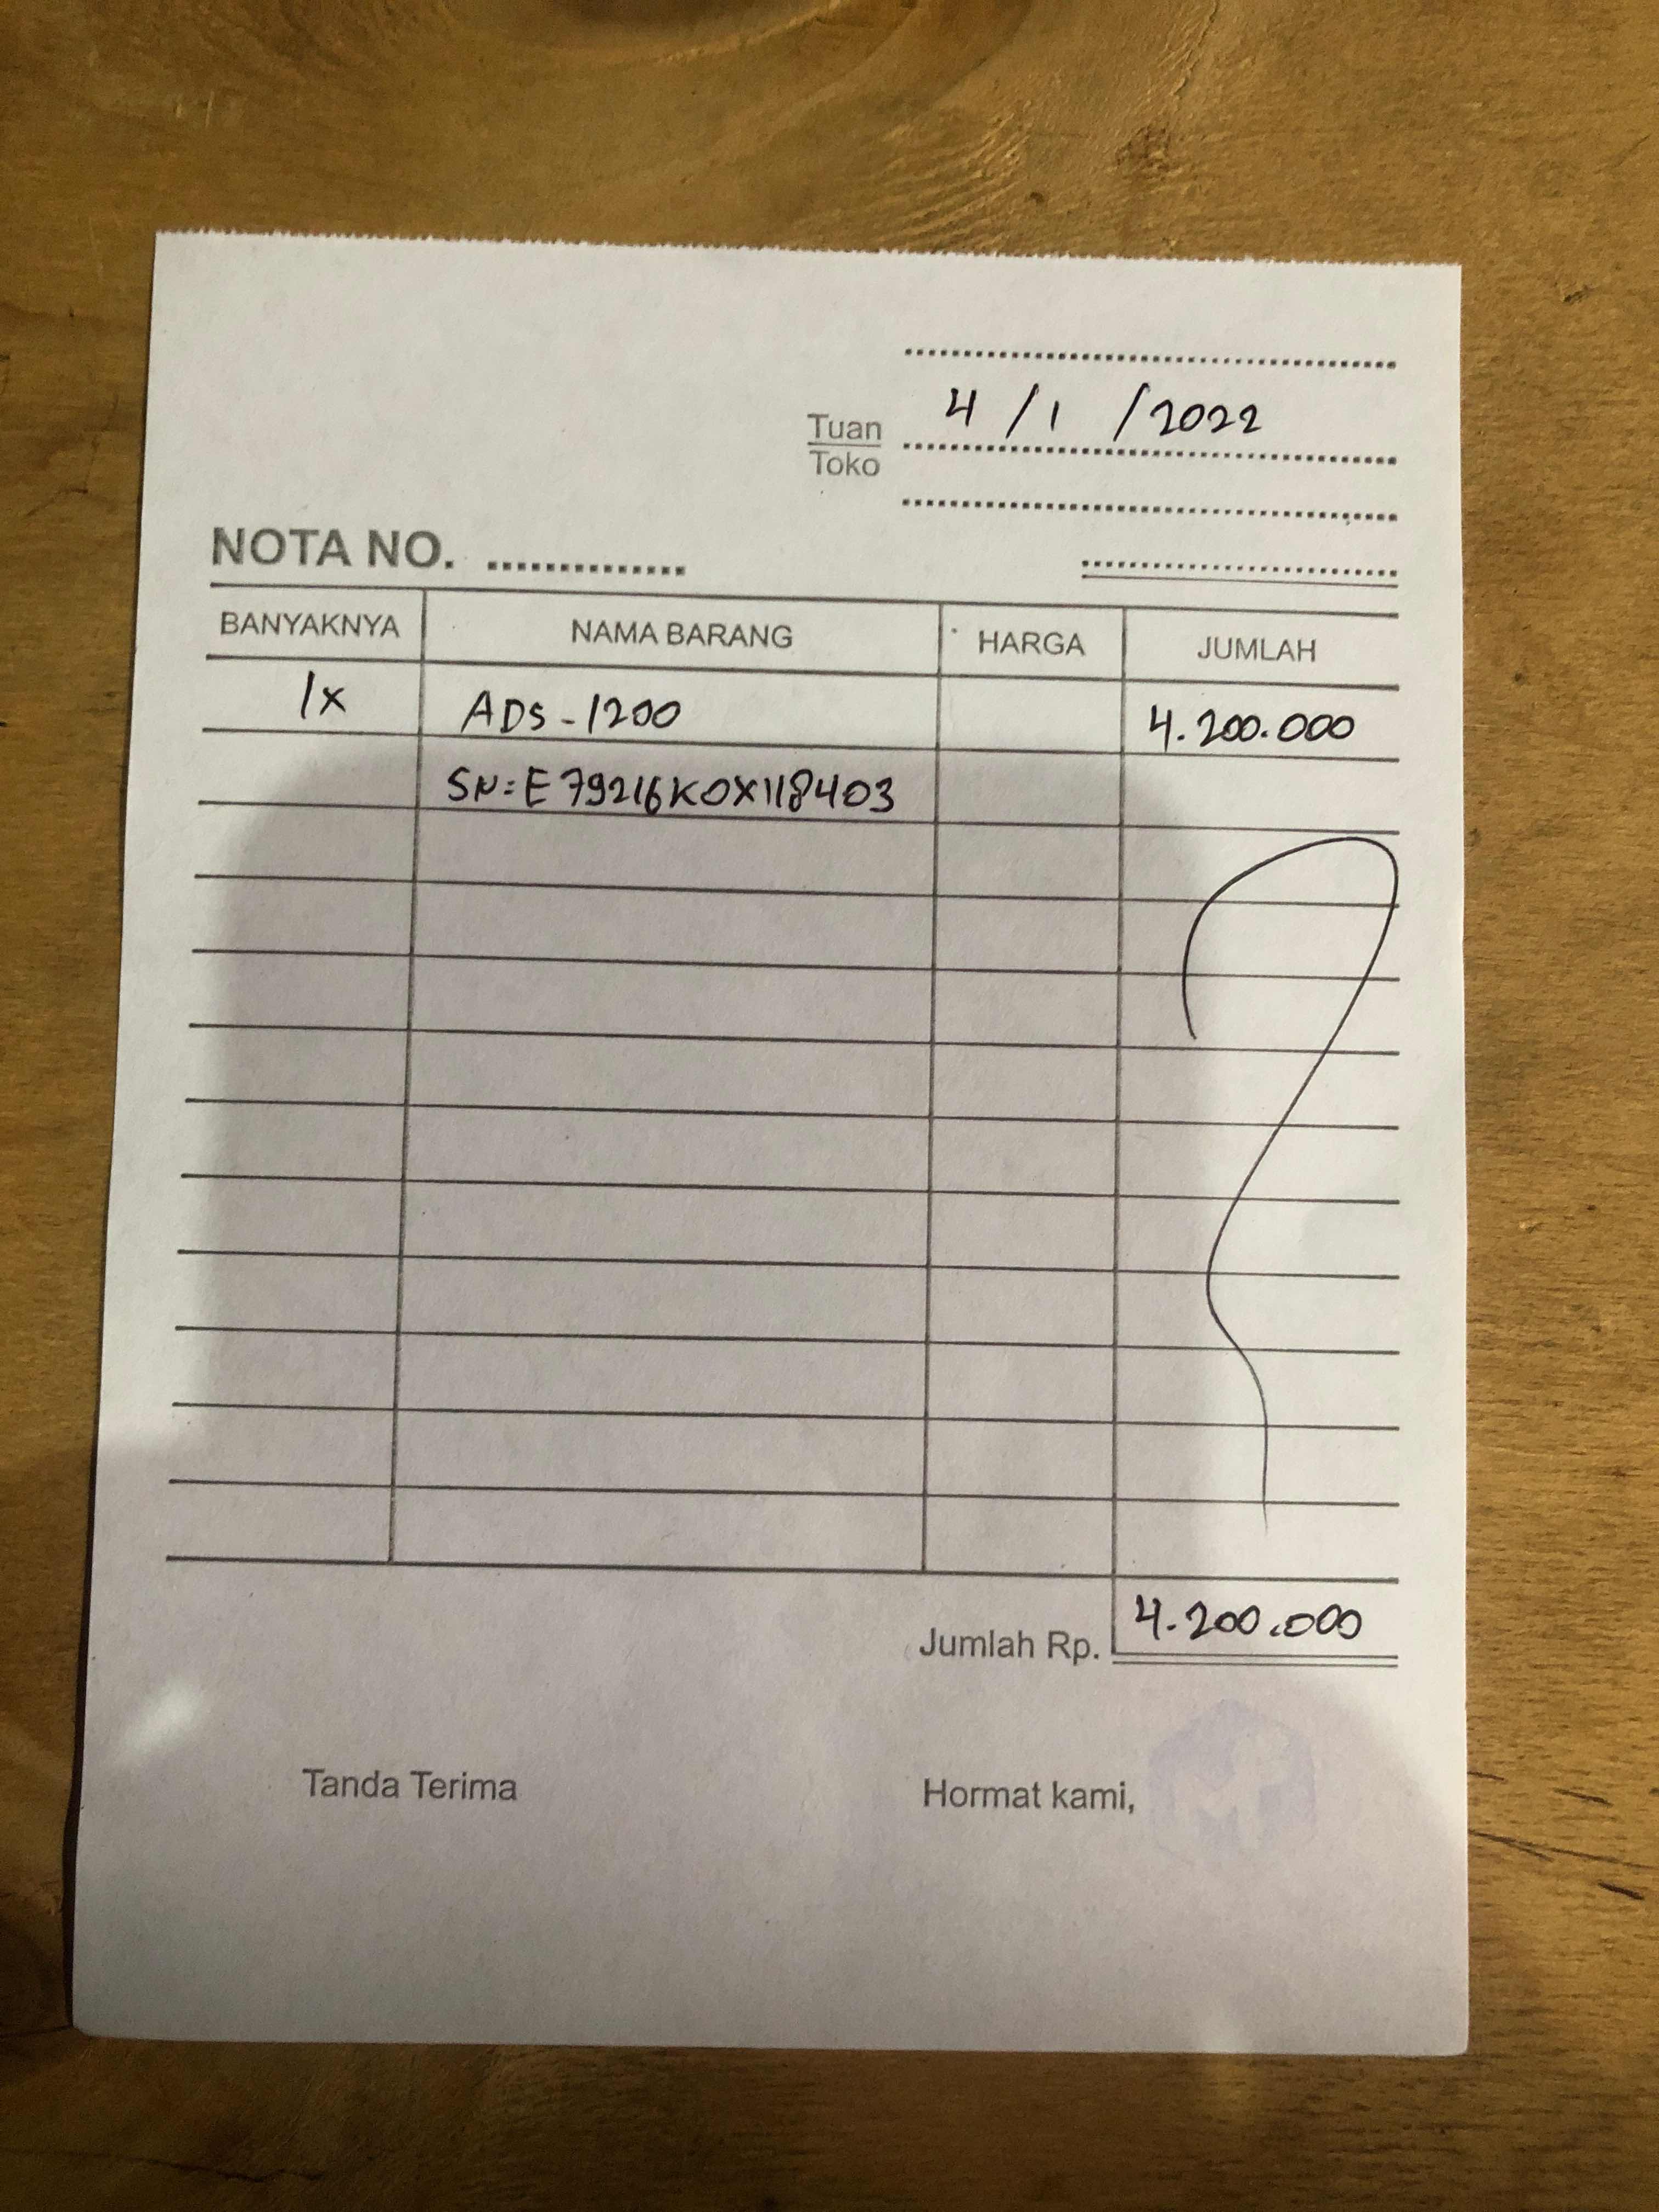 4 / 1 / 2022
Tuan
Toko
NOTA NO. ..............
BANYAKNYA NAMA BARANG HARGA JUMLAH
1x ADS - 1200 4.200.000
SN: E79216K0X118403
Jumlah Rp. 4.200.000
Tanda Terima Hormat kami,